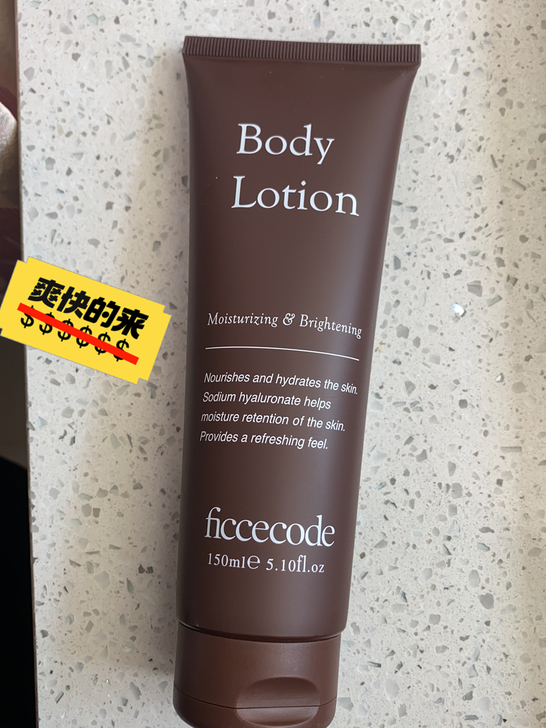 Body
Lotion
Moisturizing & Brightening
Nourishes and hydrates the skin.
Sodium hyaluronate helps
moisture retention of the skin.
Provides a refreshing feel.
ficcecode
150ml℮ 5.10fl.oz
爽快的来
$$$$$$